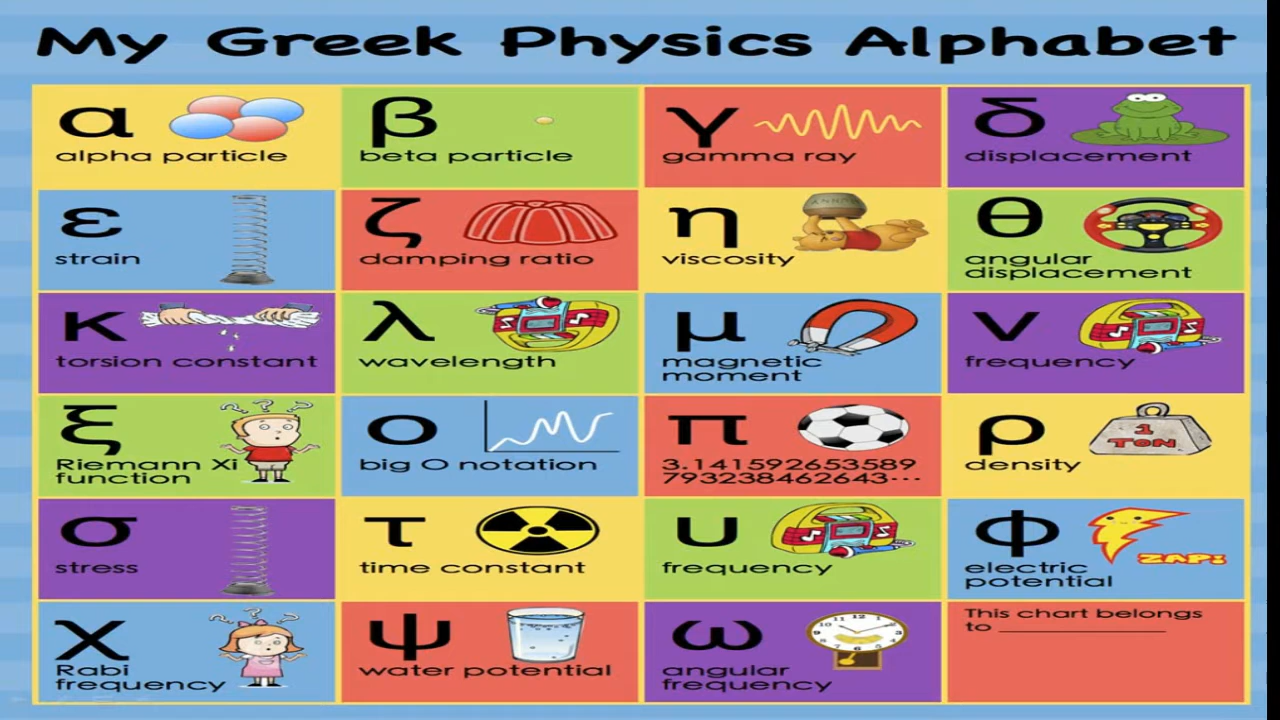 My Greek Physics Alphabet
α
alpha particle
β
beta particle
γ
gamma ray
δ
displacement
ε
strain
ζ
damping ratio
η
viscosity
θ
angular
displacement
κ
torsion constant
λ
wavelength
μ
magnetic
moment
ν
frequency
ξ
Riemann Xi
function
ο
big O notation
π
3.141592653589
793238462643···
ρ
density
1
TON
σ
stress
τ
time constant
υ
frequency
φ
electric
potential
ZAP!
χ
Rabi
frequency
ψ
water potential
ω
angular
frequency
This chart belongs
to ______________